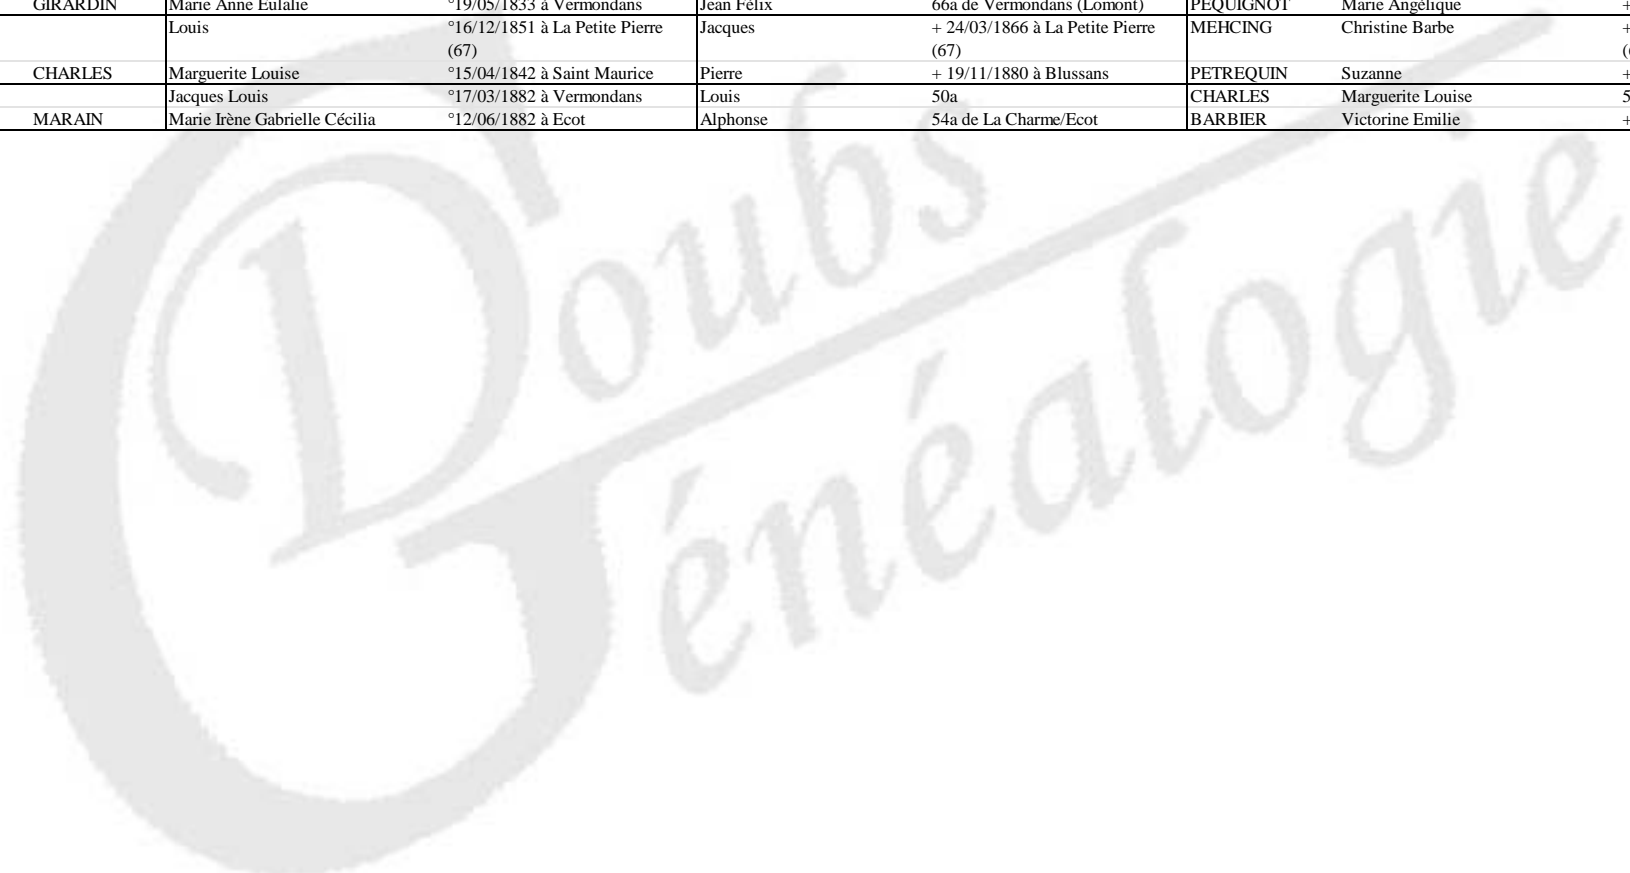 GIRARDIN Marie Anne Eulalie °19/05/1833 à Vermondans Jean Félix 66a de Vermondans (Lomont) PEQUIGNOT Marie Angélique +
Louis °16/12/1851 à La Petite Pierre Jacques + 24/03/1866 à La Petite Pierre MEHCING Christine Barbe +
(67) (67)
CHARLES Marguerite Louise °15/04/1842 à Saint Maurice Pierre + 19/11/1880 à Blussans PETREQUIN Suzanne +
Jacques Louis °17/03/1882 à Vermondans Louis 50a CHARLES Marguerite Louise 5
MARAIN Marie Irène Gabrielle Cécilia °12/06/1882 à Ecot Alphonse 54a de La Charme/Ecot BARBIER Victorine Emilie +
Doubs
Généalogie